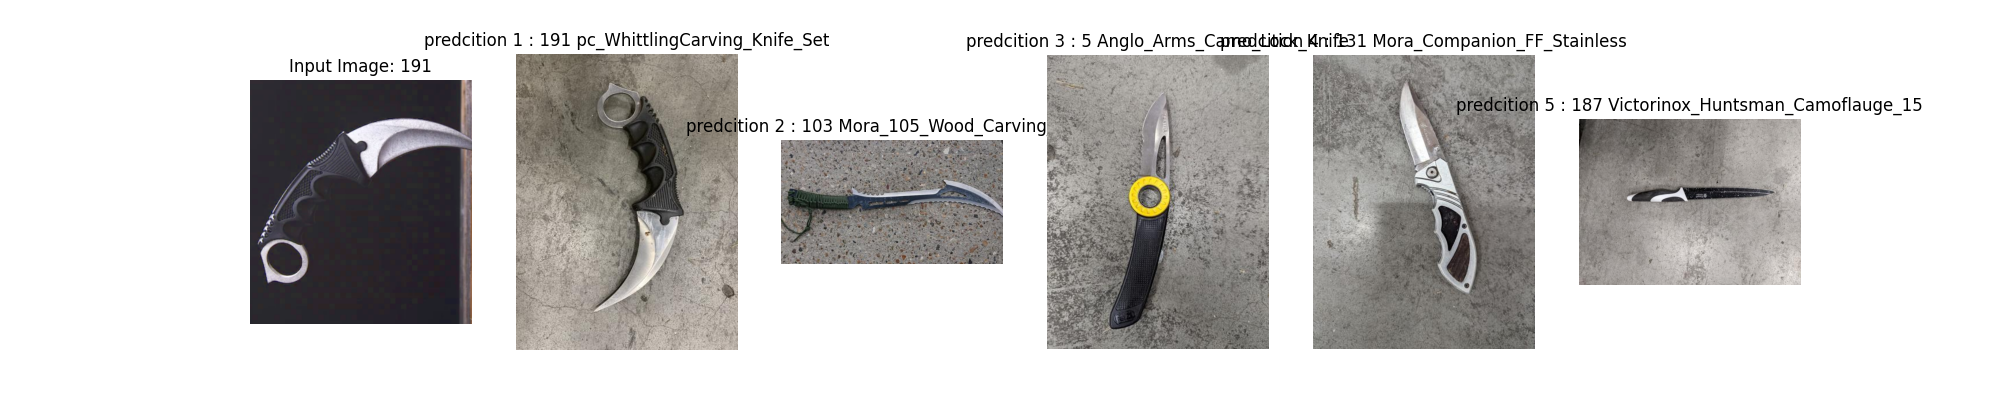 Input Image: 191
predcition 1 : 191 pc_WhittlingCarving_Knife_Set
predcition 2 : 103 Mora_105_Wood_Carving
predcition 3 : 5 Anglo_Arms_Camo_Lock_Knife
predcition 4 : 131 Mora_Companion_FF_Stainless
predcition 5 : 187 Victorinox_Huntsman_Camoflauge_15